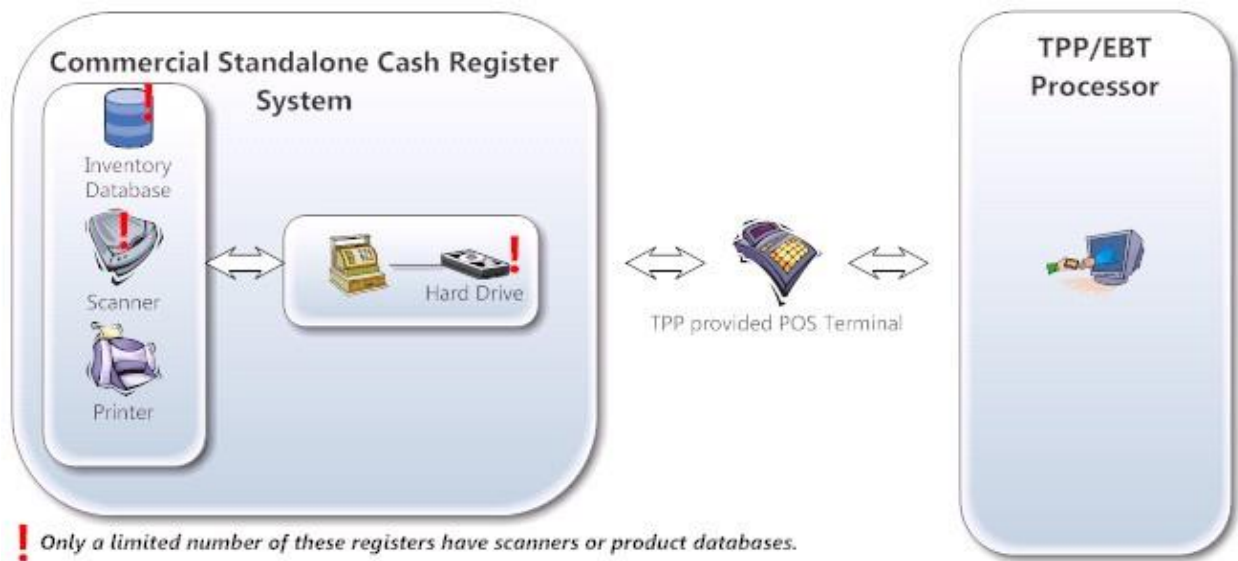 Commercial Standalone Cash Register
System
Inventory
Database
Scanner
Printer
Hard Drive
TPP provided POS Terminal
TPP/EBT
Processor
! Only a limited number of these registers have scanners or product databases.